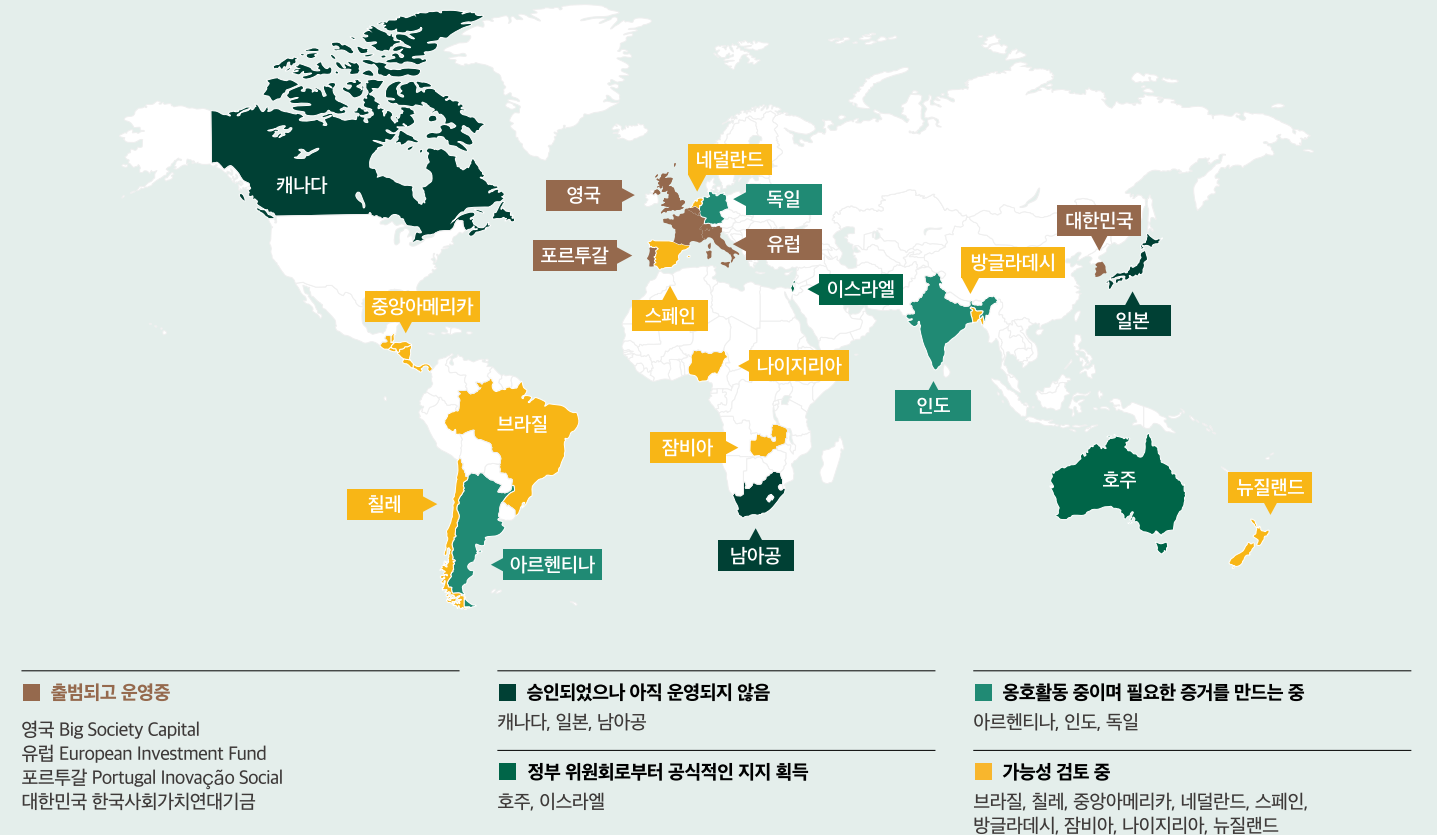 캐나다
네덜란드
영국
독일
대한민국
포르투갈
유럽
방글라데시
이스라엘
중앙아메리카
스페인
일본
나이지리아
인도
브라질
잠비아
호주
칠레
뉴질랜드
남아공
아르헨티나
출범되고 운영중
영국 Big Society Capital
유럽 European Investment Fund
포르투갈 Portugal Inovação Social
대한민국 한국사회가치연대기금
승인되었으나 아직 운영되지 않음
캐나다, 일본, 남아공
정부 위원회로부터 공식적인 지지 획득
호주, 이스라엘
옹호활동 중이며 필요한 증거를 만드는 중
아르헨티나, 인도, 독일
가능성 검토 중
브라질, 칠레, 중앙아메리카, 네덜란드, 스페인,
방글라데시, 잠비아, 나이지리아, 뉴질랜드